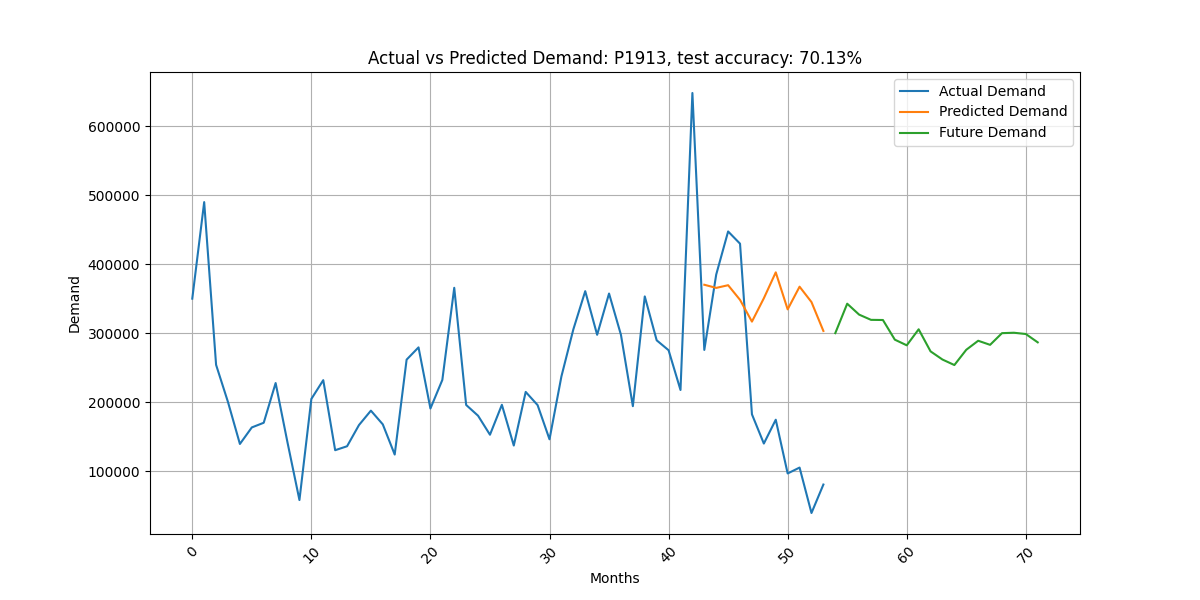 Actual vs Predicted Demand: P1913, test accuracy: 70.13%
Actual Demand
Predicted Demand
Future Demand
600000
500000
400000
300000
200000
100000
Demand
0 10 20 30 40 50 60 70
Months